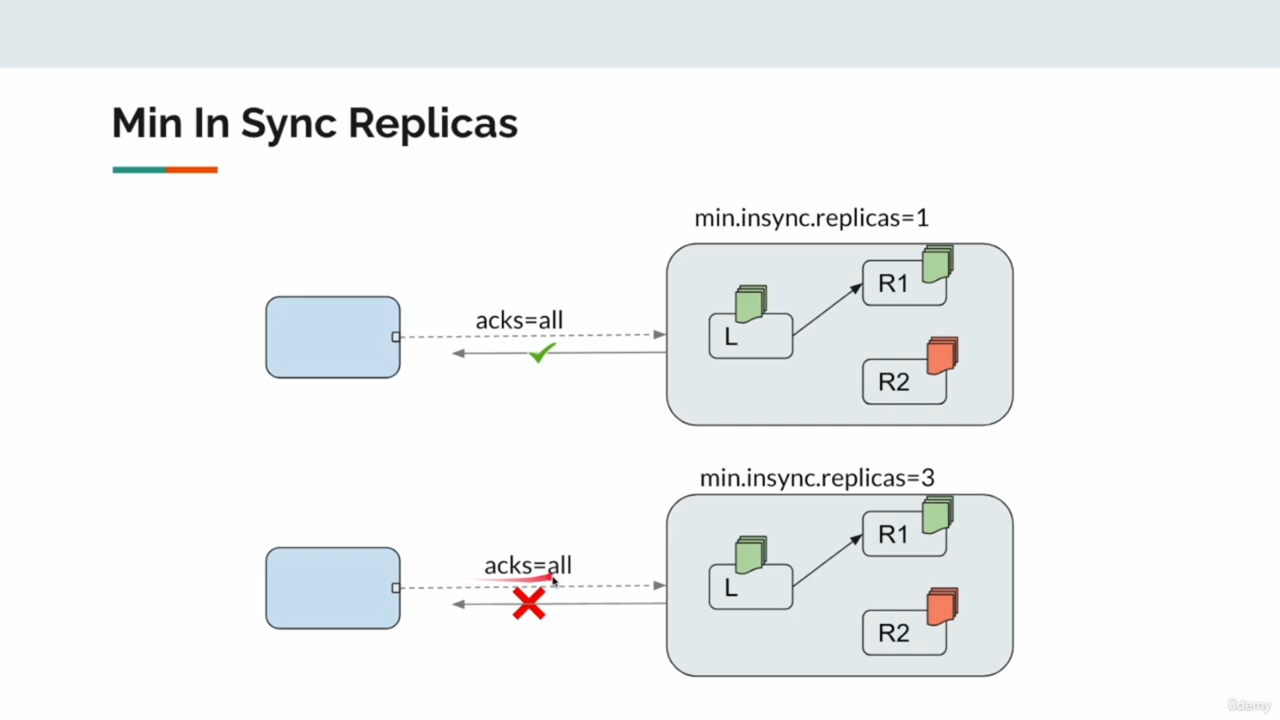 Min In Sync Replicas
min.insync.replicas=1
R1
acks=all
L
R2
min.insync.replicas=3
R1
acks=all
L
R2
ûdemy